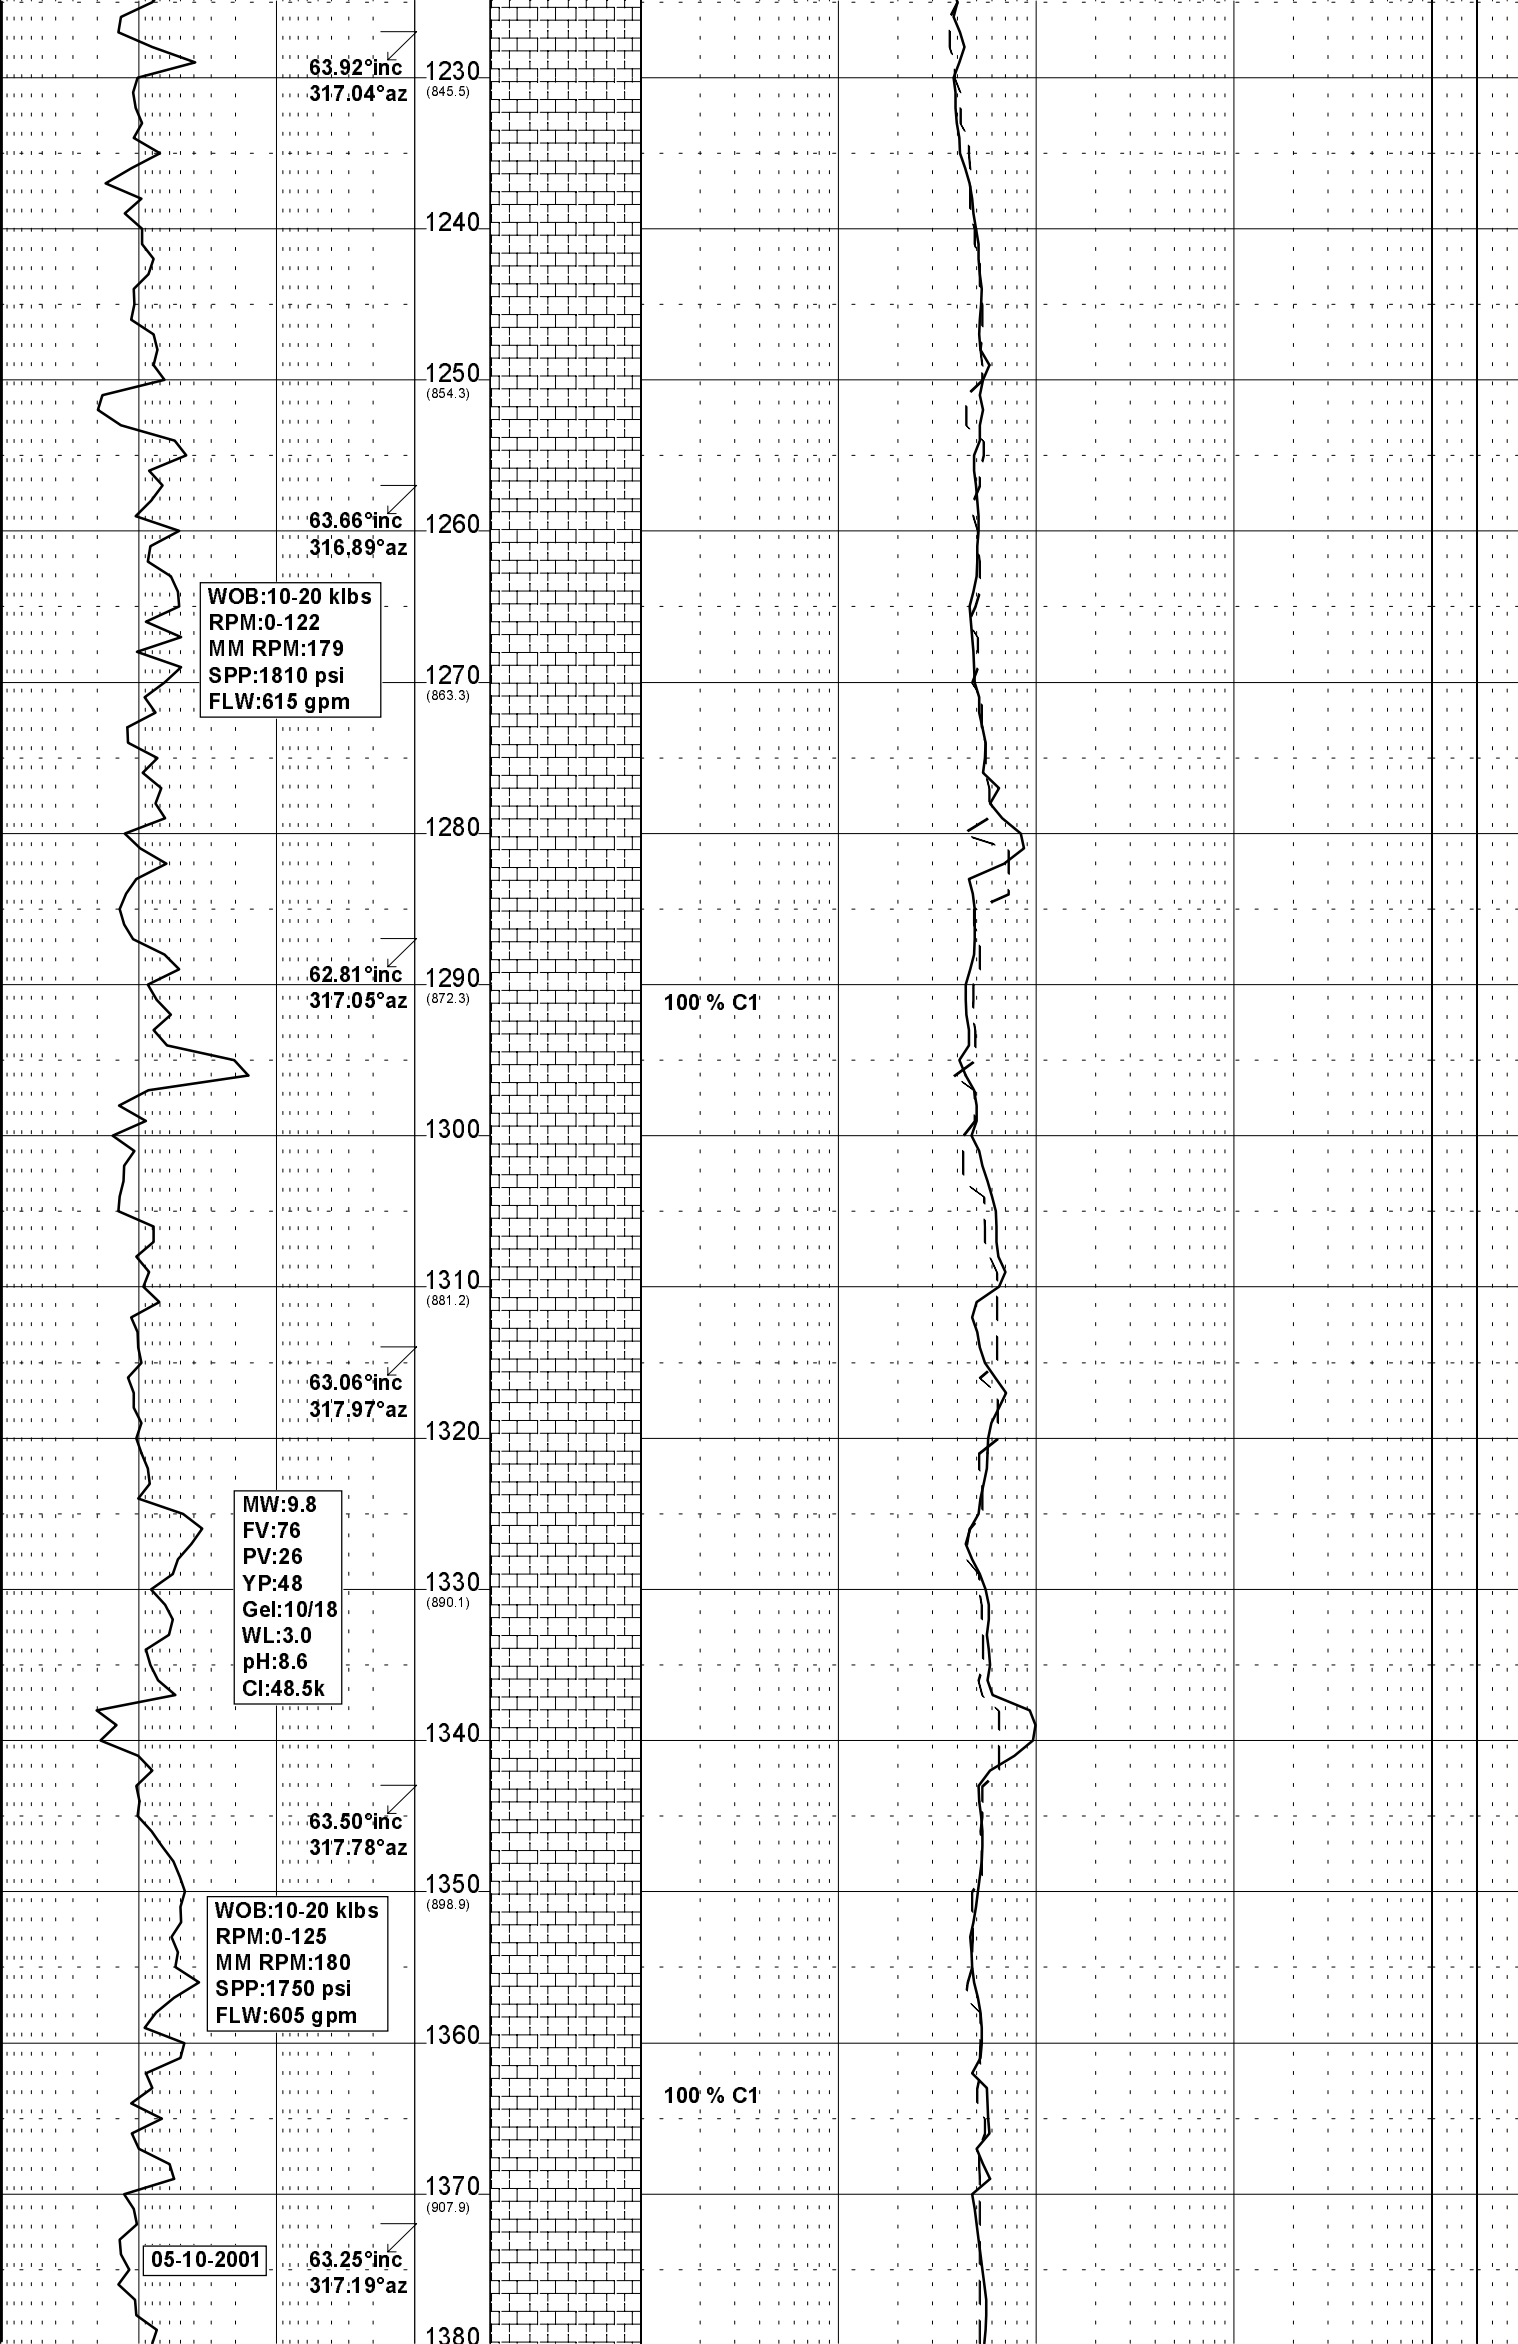 63.92°inc
317.04°az
1230
(845.5)
1240
1250
(854.3)
63.66°inc
316.89°az
1260
WOB:10-20 klbs
RPM:0-122
MM RPM:179
SPP:1810 psi
FLW:615 gpm
1270
(863.3)
1280
62.81°inc
317.05°az
1290
(872.3)
100 % C1
1300
1310
(881.2)
63.06°inc
317.97°az
1320
MW:9.8
FV:76
PV:26
YP:48
Gel:10/18
WL:3.0
pH:8.6
Cl:48.5k
1330
(890.1)
1340
63.50°inc
317.78°az
1350
(898.9)
WOB:10-20 klbs
RPM:0-125
MM RPM:180
SPP:1750 psi
FLW:605 gpm
1360
100 % C1
1370
(907.9)
05-10-2001
63.25°inc
317.19°az
1380